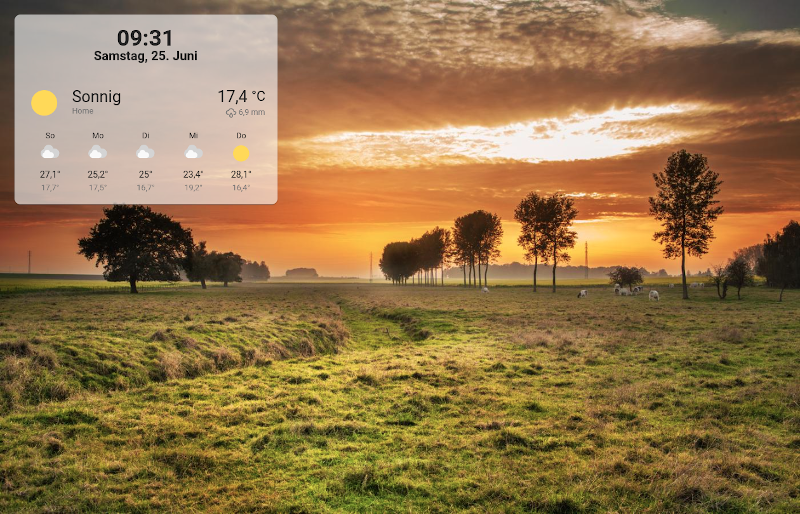 09:31
Samstag, 25. Juni
Sonnig 17,4 °C
Home 6,9 mm
So Mo Di Mi Do
27,1° 25,2° 25° 23,4° 28,1°
17,7° 17,5° 16,7° 19,2° 16,4°